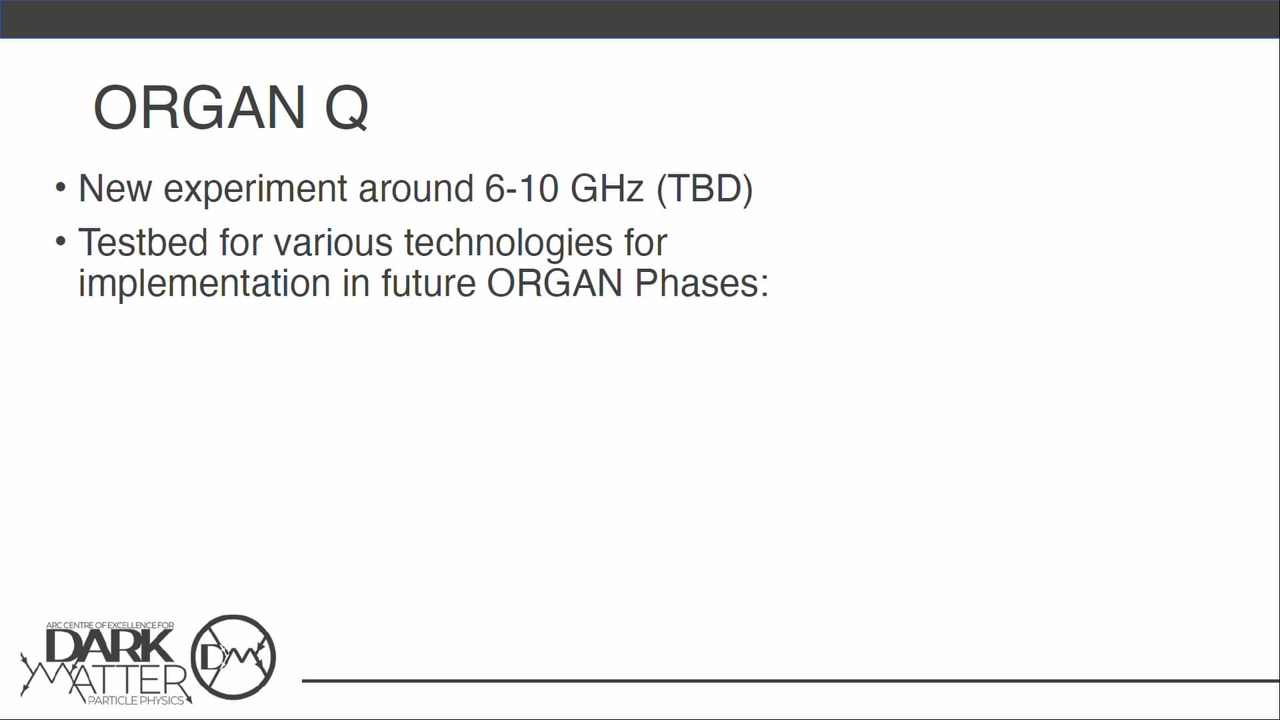 ORGAN Q
• New experiment around 6-10 GHz (TBD)
• Testbed for various technologies for
implementation in future ORGAN Phases:
ARC CENTRE OF EXCELLENCE FOR
DARK
MATTER
PARTICLE PHYSICS
DM